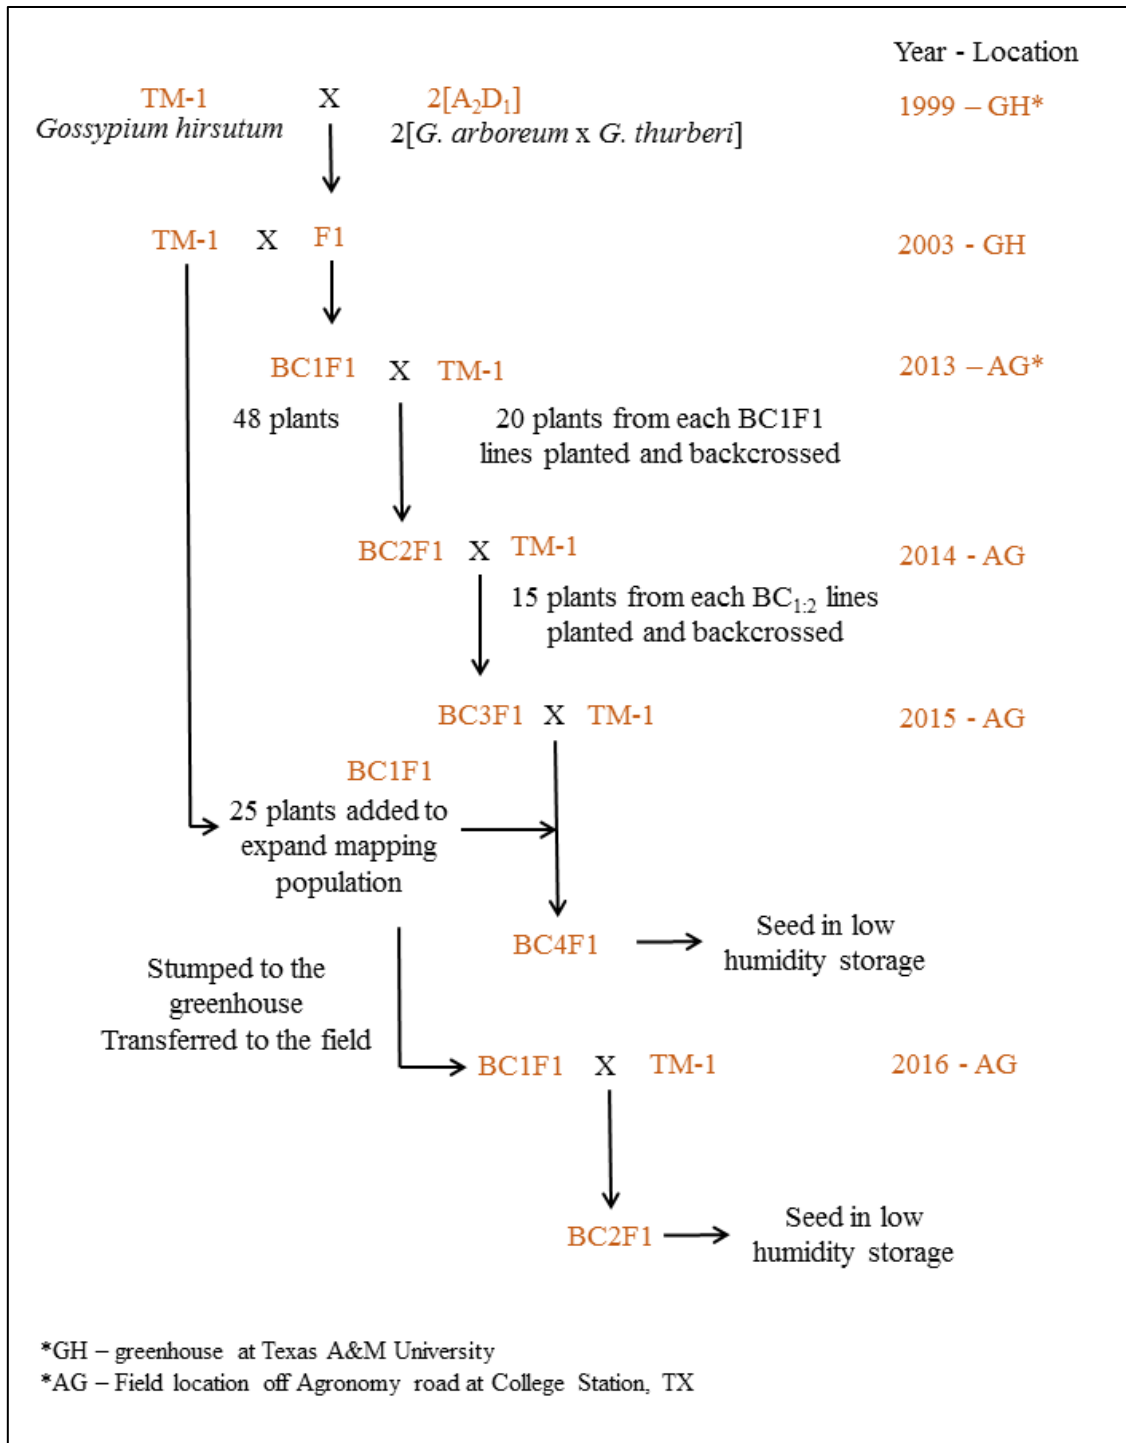 Year - Location
TM-1 X 2[A₂D₁] 1999 – GH*
Gossypium hirsutum 2[G. arboreum x G. thurberi]
TM-1 X F1 2003 - GH
BC1F1 X TM-1 2013 – AG*
48 plants
20 plants from each BC1F1
lines planted and backcrossed
BC2F1 X TM-1 2014 - AG
15 plants from each BC₁:₂ lines
planted and backcrossed
BC3F1 X TM-1 2015 - AG
BC1F1
25 plants added to
expand mapping
population
BC4F1
Seed in low
humidity storage
Stumped to the
greenhouse
Transferred to the field
BC1F1 X TM-1 2016 - AG
BC2F1
Seed in low
humidity storage
*GH – greenhouse at Texas A&M University
*AG – Field location off Agronomy road at College Station, TX